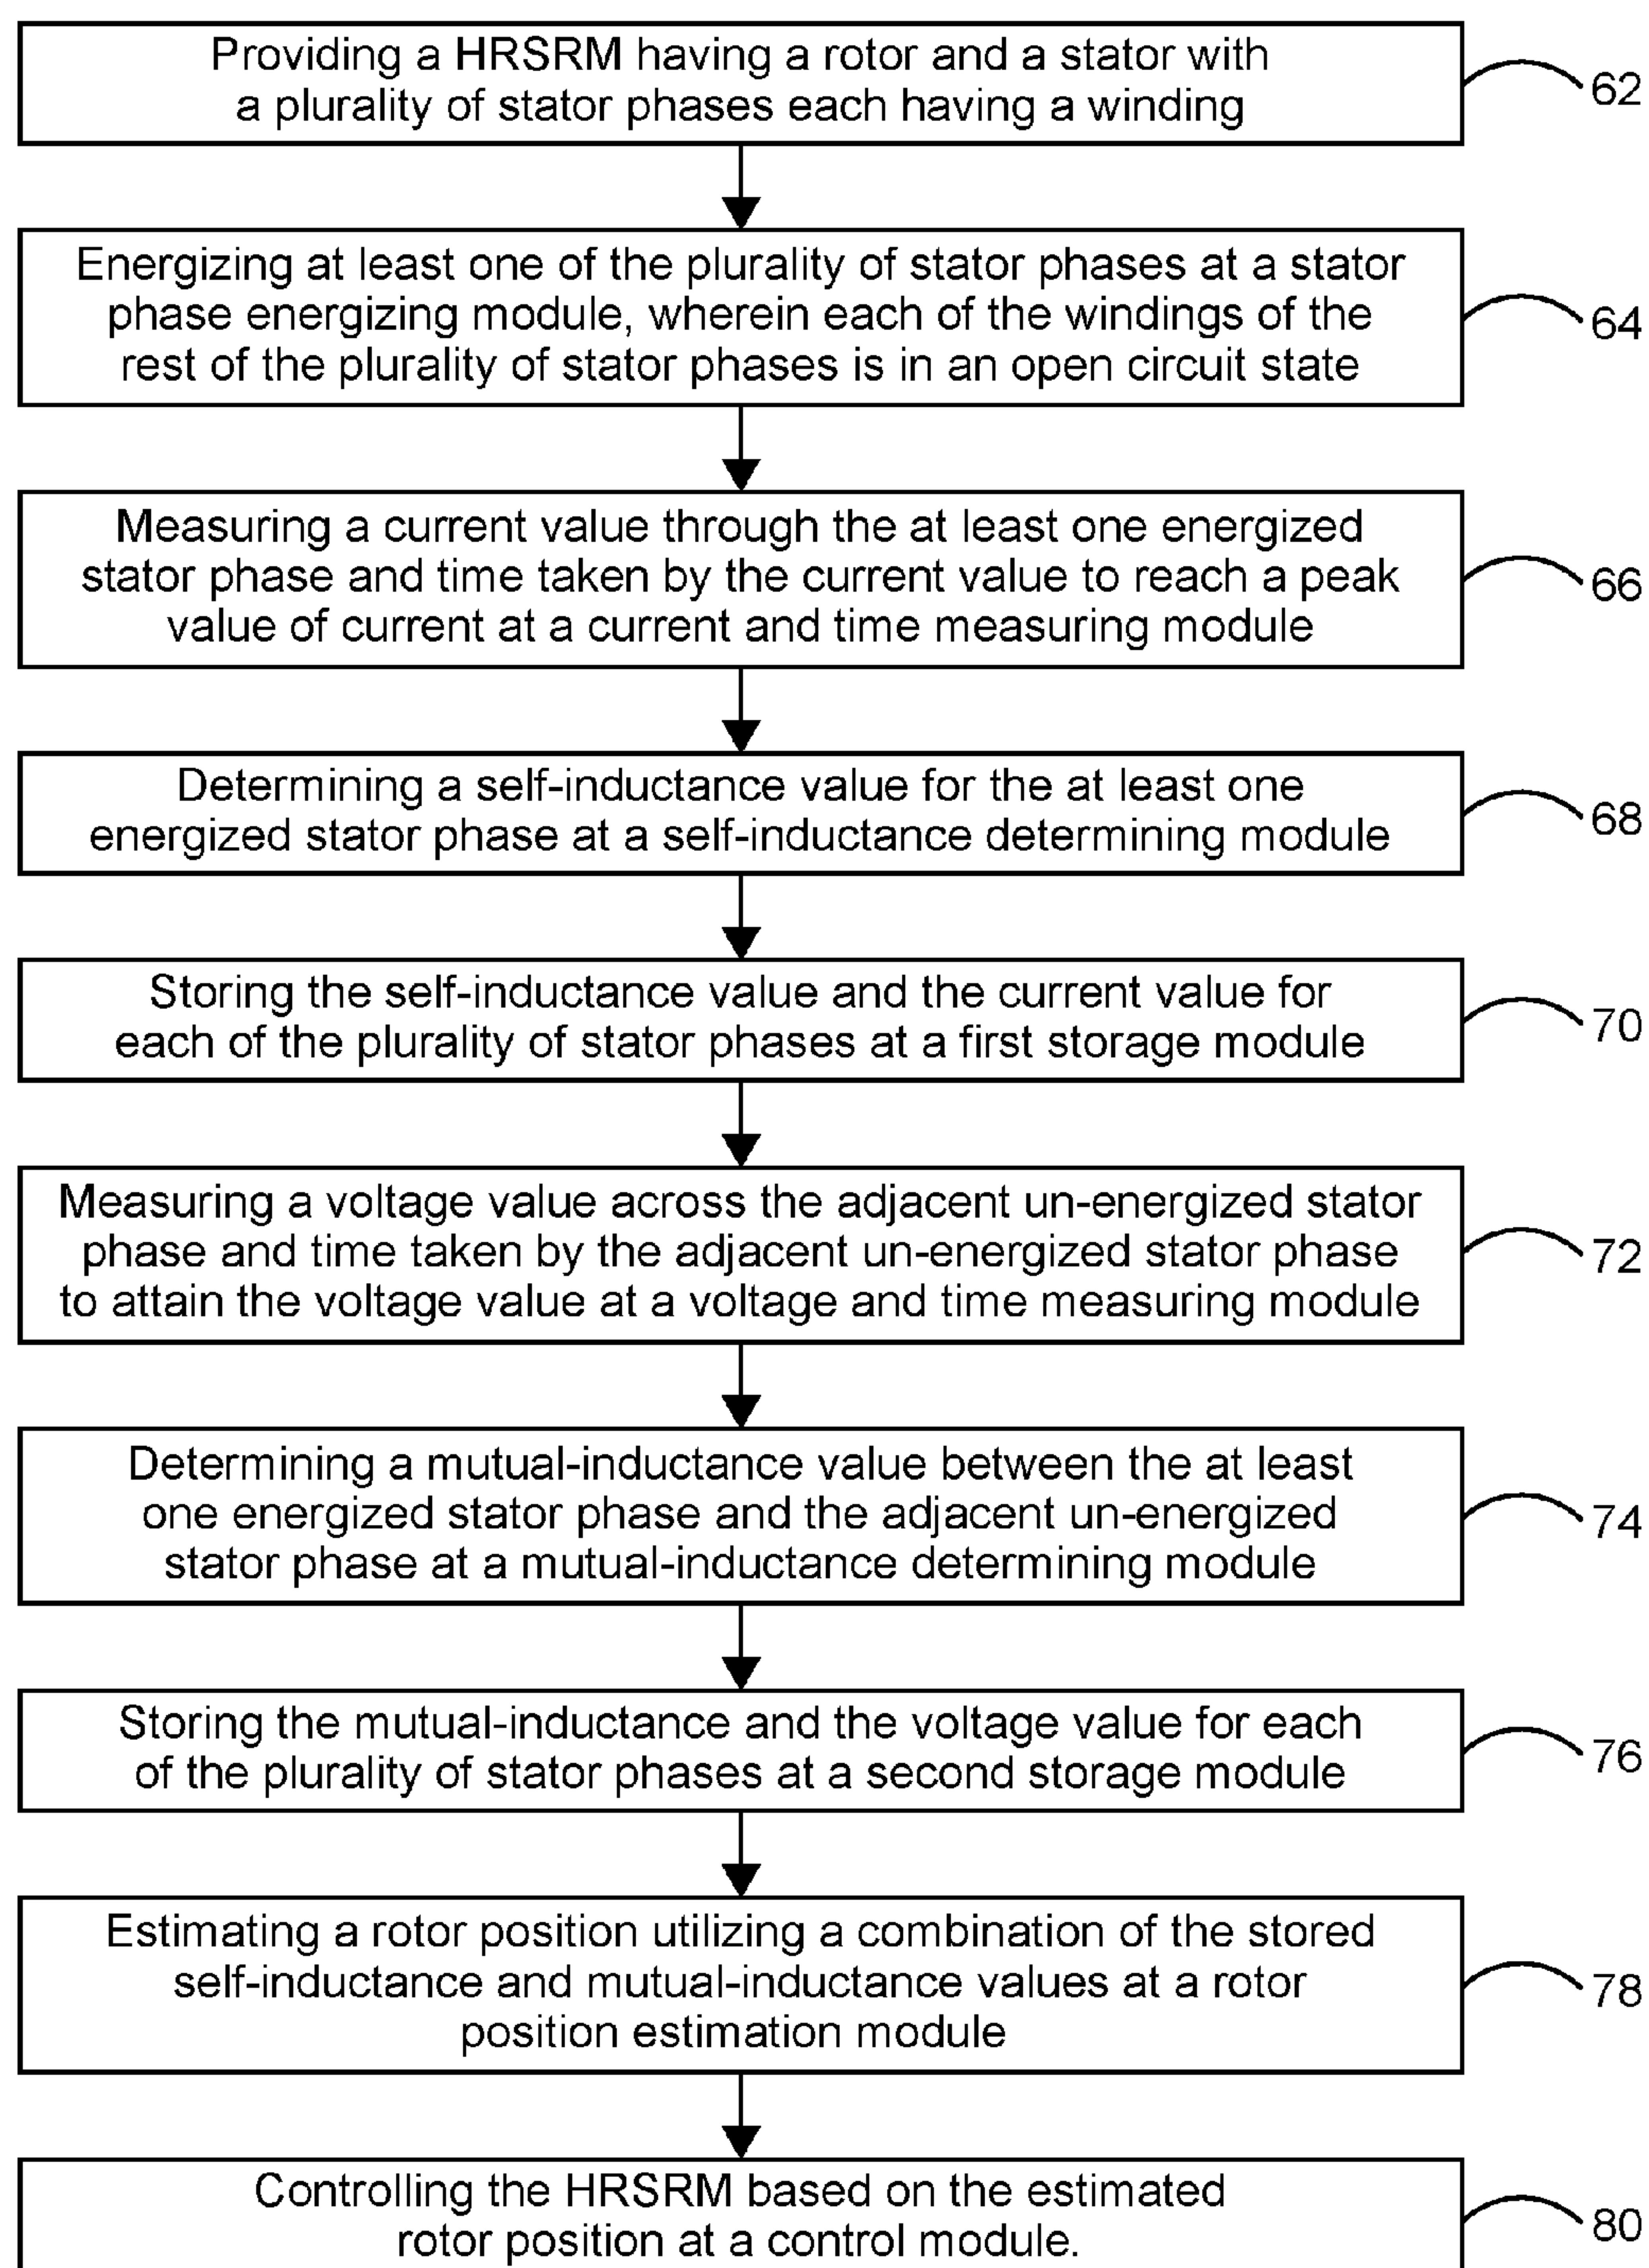 Providing a HRSRM having a rotor and a stator with
a plurality of stator phases each having a winding
62
Energizing at least one of the plurality of stator phases at a stator
phase energizing module, wherein each of the windings of the
rest of the plurality of stator phases is in an open circuit state
64
Measuring a current value through the at least one energized
stator phase and time taken by the current value to reach a peak
value of current at a current and time measuring module
66
Determining a self-inductance value for the at least one
energized stator phase at a self-inductance determining module
68
Storing the self-inductance value and the current value for
each of the plurality of stator phases at a first storage module
70
Measuring a voltage value across the adjacent un-energized stator
phase and time taken by the adjacent un-energized stator phase
to attain the voltage value at a voltage and time measuring module
72
Determining a mutual-inductance value between the at least
one energized stator phase and the adjacent un-energized
stator phase at a mutual-inductance determining module
74
Storing the mutual-inductance and the voltage value for each
of the plurality of stator phases at a second storage module
76
Estimating a rotor position utilizing a combination of the stored
self-inductance and mutual-inductance values at a rotor
position estimation module
78
Controlling the HRSRM based on the estimated
rotor position at a control module.
80